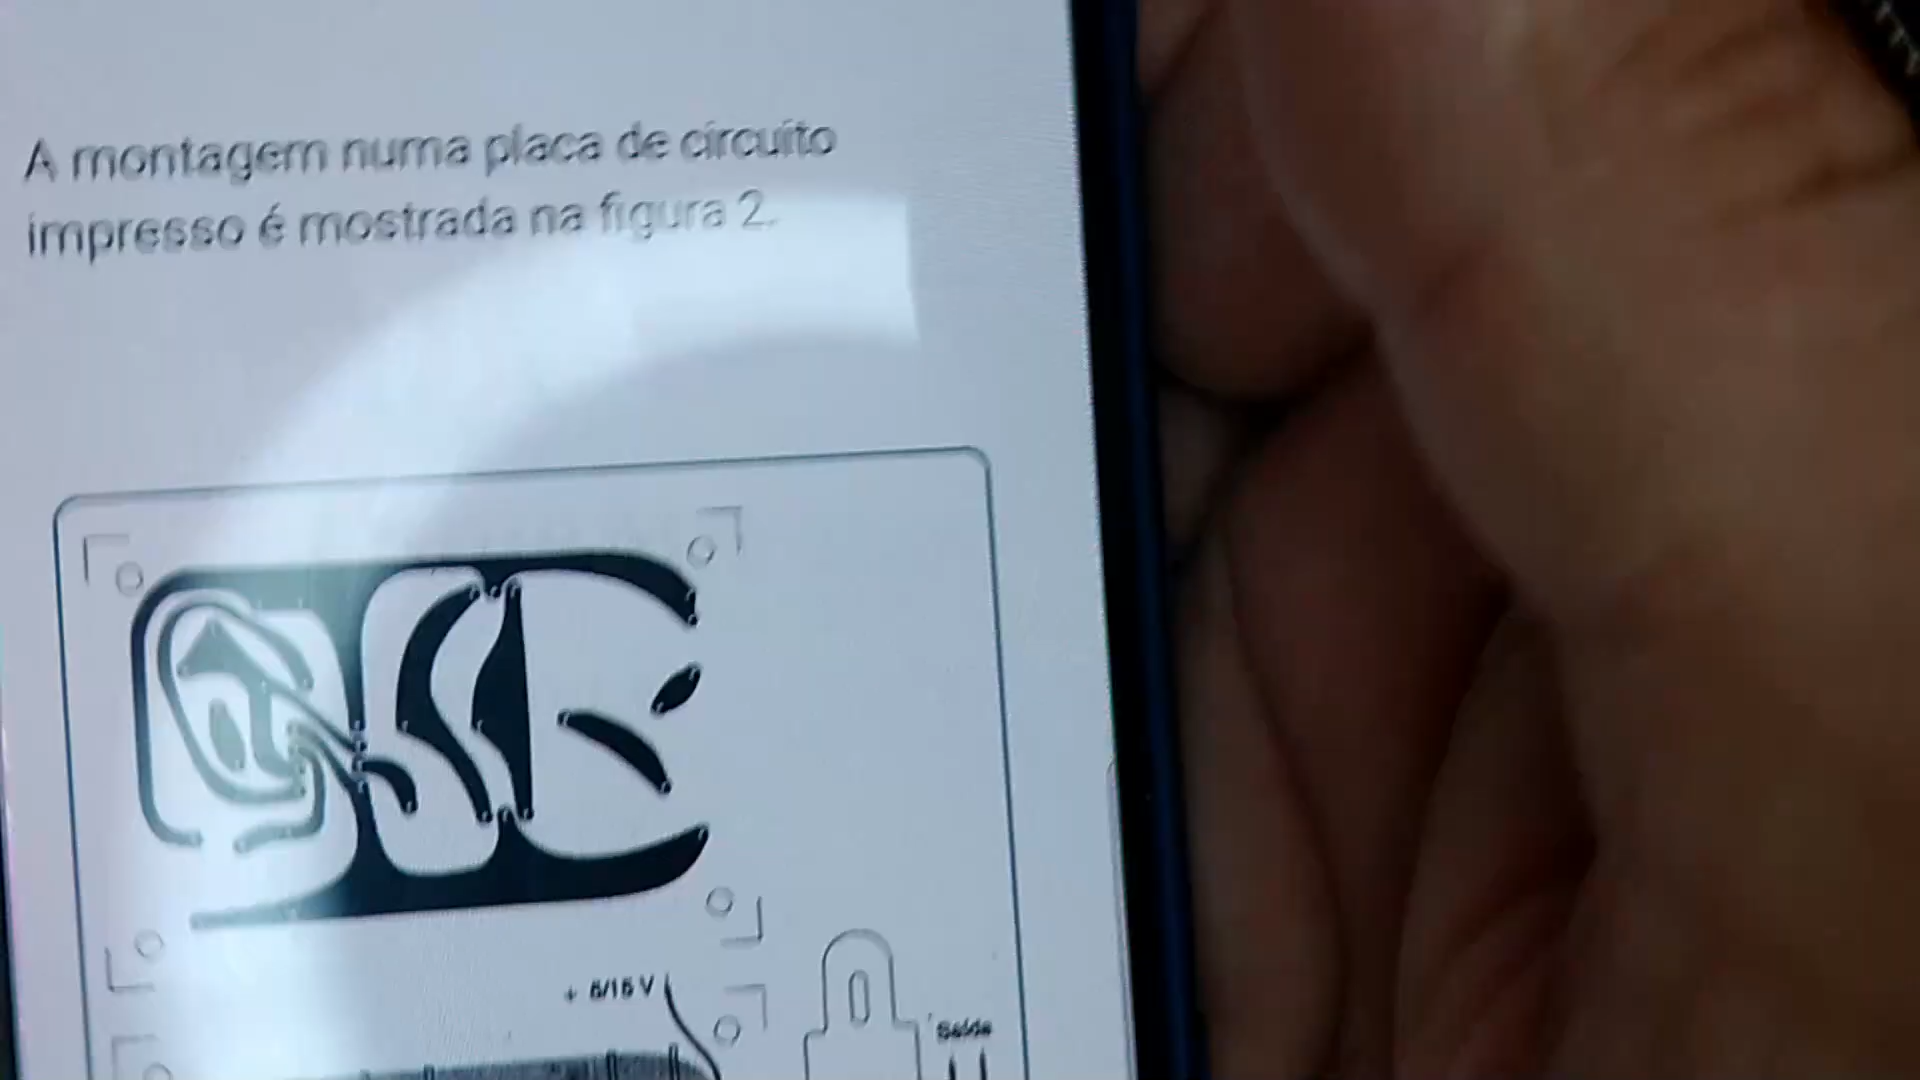 A montagem numa placa de circuito
impresso é mostrada na figura 2.
+ 5/15 V
Saída